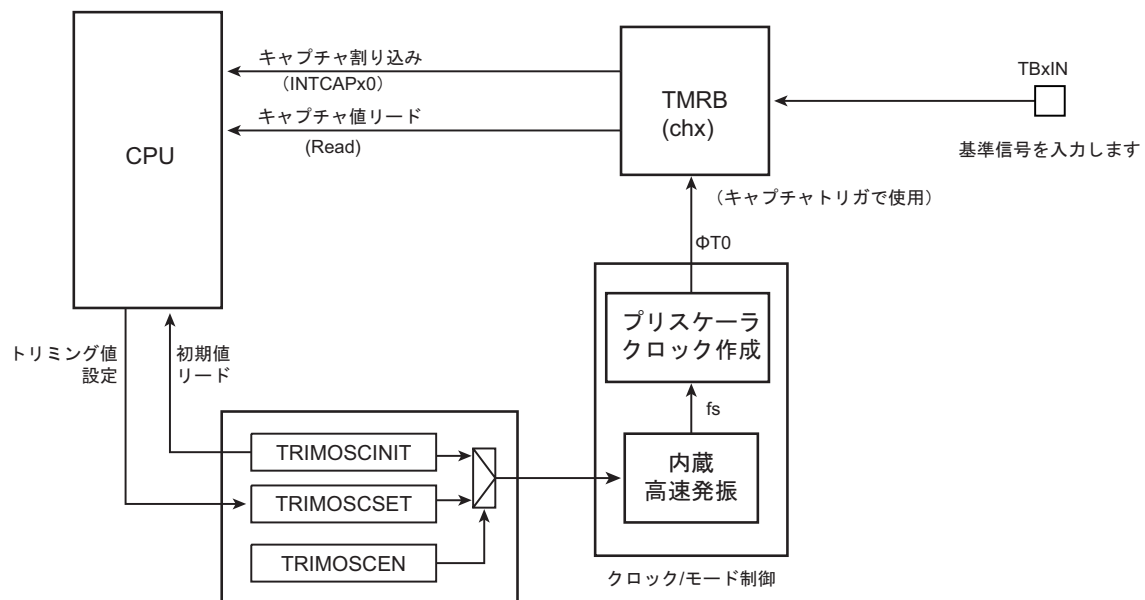 キャプチャ割り込み
（INTCAPx0）
キャプチャ値リード
(Read)
CPU
TMRB
(chx)
TBxIN
基準信号を入力します
（キャプチャトリガで使用）
ΦT0
プリスケーラ
クロック作成
fs
内蔵
高速発振
クロック/モード制御
トリミング値
設定
初期値
リード
TRIMOSCINIT
TRIMOSCSET
TRIMOSCEN